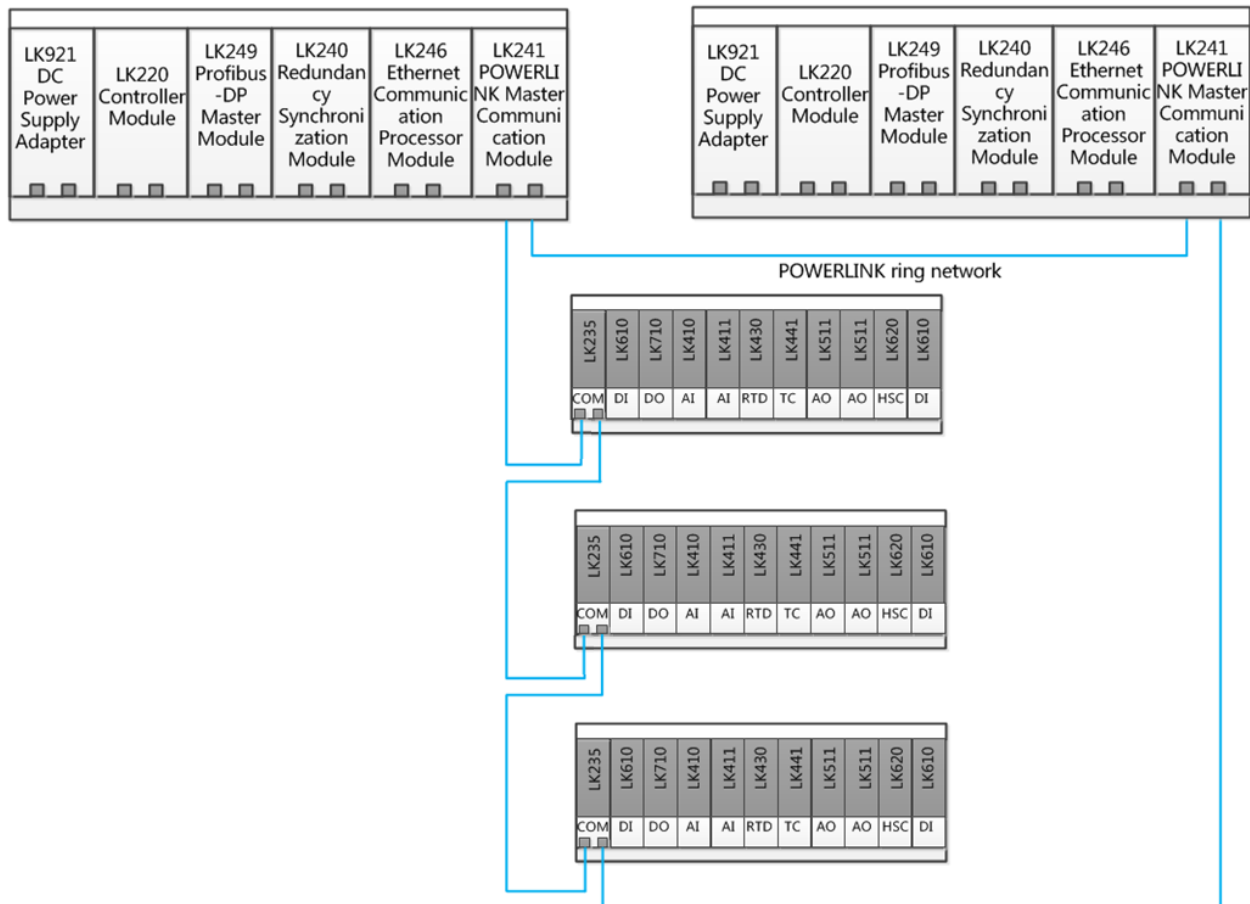 LK921
DC
Power
Supply
Adapter
LK220
Controller
Module
LK249
Profibus
-DP
Master
Module
LK240
Redundan
cy
Synchroni
zation
Module
LK246
Ethernet
Communic
ation
Processor
Module
LK241
POWERLI
NK Master
Communi
cation
Module
LK921
DC
Power
Supply
Adapter
LK220
Controller
Module
LK249
Profibus
-DP
Master
Module
LK240
Redundan
cy
Synchroni
zation
Module
LK246
Ethernet
Communic
ation
Processor
Module
LK241
POWERLI
NK Master
Communi
cation
Module
POWERLINK ring network
LK235
LK610
LK710
LK410
LK411
LK430
LK441
LK511
LK511
LK620
LK610
COM DI DO AI AI RTD TC AO AO HSC DI
LK235
LK610
LK710
LK410
LK411
LK430
LK441
LK511
LK511
LK620
LK610
COM DI DO AI AI RTD TC AO AO HSC DI
LK235
LK610
LK710
LK410
LK411
LK430
LK441
LK511
LK511
LK620
LK610
COM DI DO AI AI RTD TC AO AO HSC DI